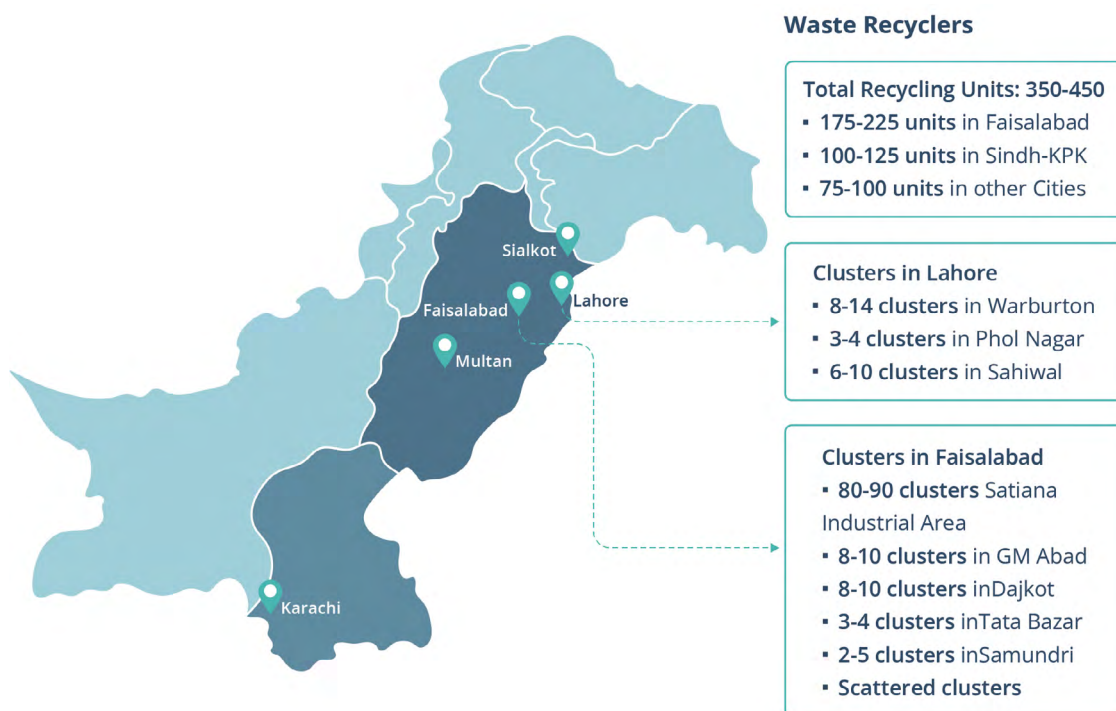 Waste Recyclers
Total Recycling Units: 350-450
▪ 175-225 units in Faisalabad
▪ 100-125 units in Sindh-KPK
▪ 75-100 units in other Cities
Sialkot
Lahore
Faisalabad
Multan
Karachi
Clusters in Lahore
▪ 8-14 clusters in Warburton
▪ 3-4 clusters in Phol Nagar
▪ 6-10 clusters in Sahiwal
Clusters in Faisalabad
▪ 80-90 clusters Satiana
Industrial Area
▪ 8-10 clusters in GM Abad
▪ 8-10 clusters inDajkot
▪ 3-4 clusters inTata Bazar
▪ 2-5 clusters inSamundri
▪ Scattered clusters